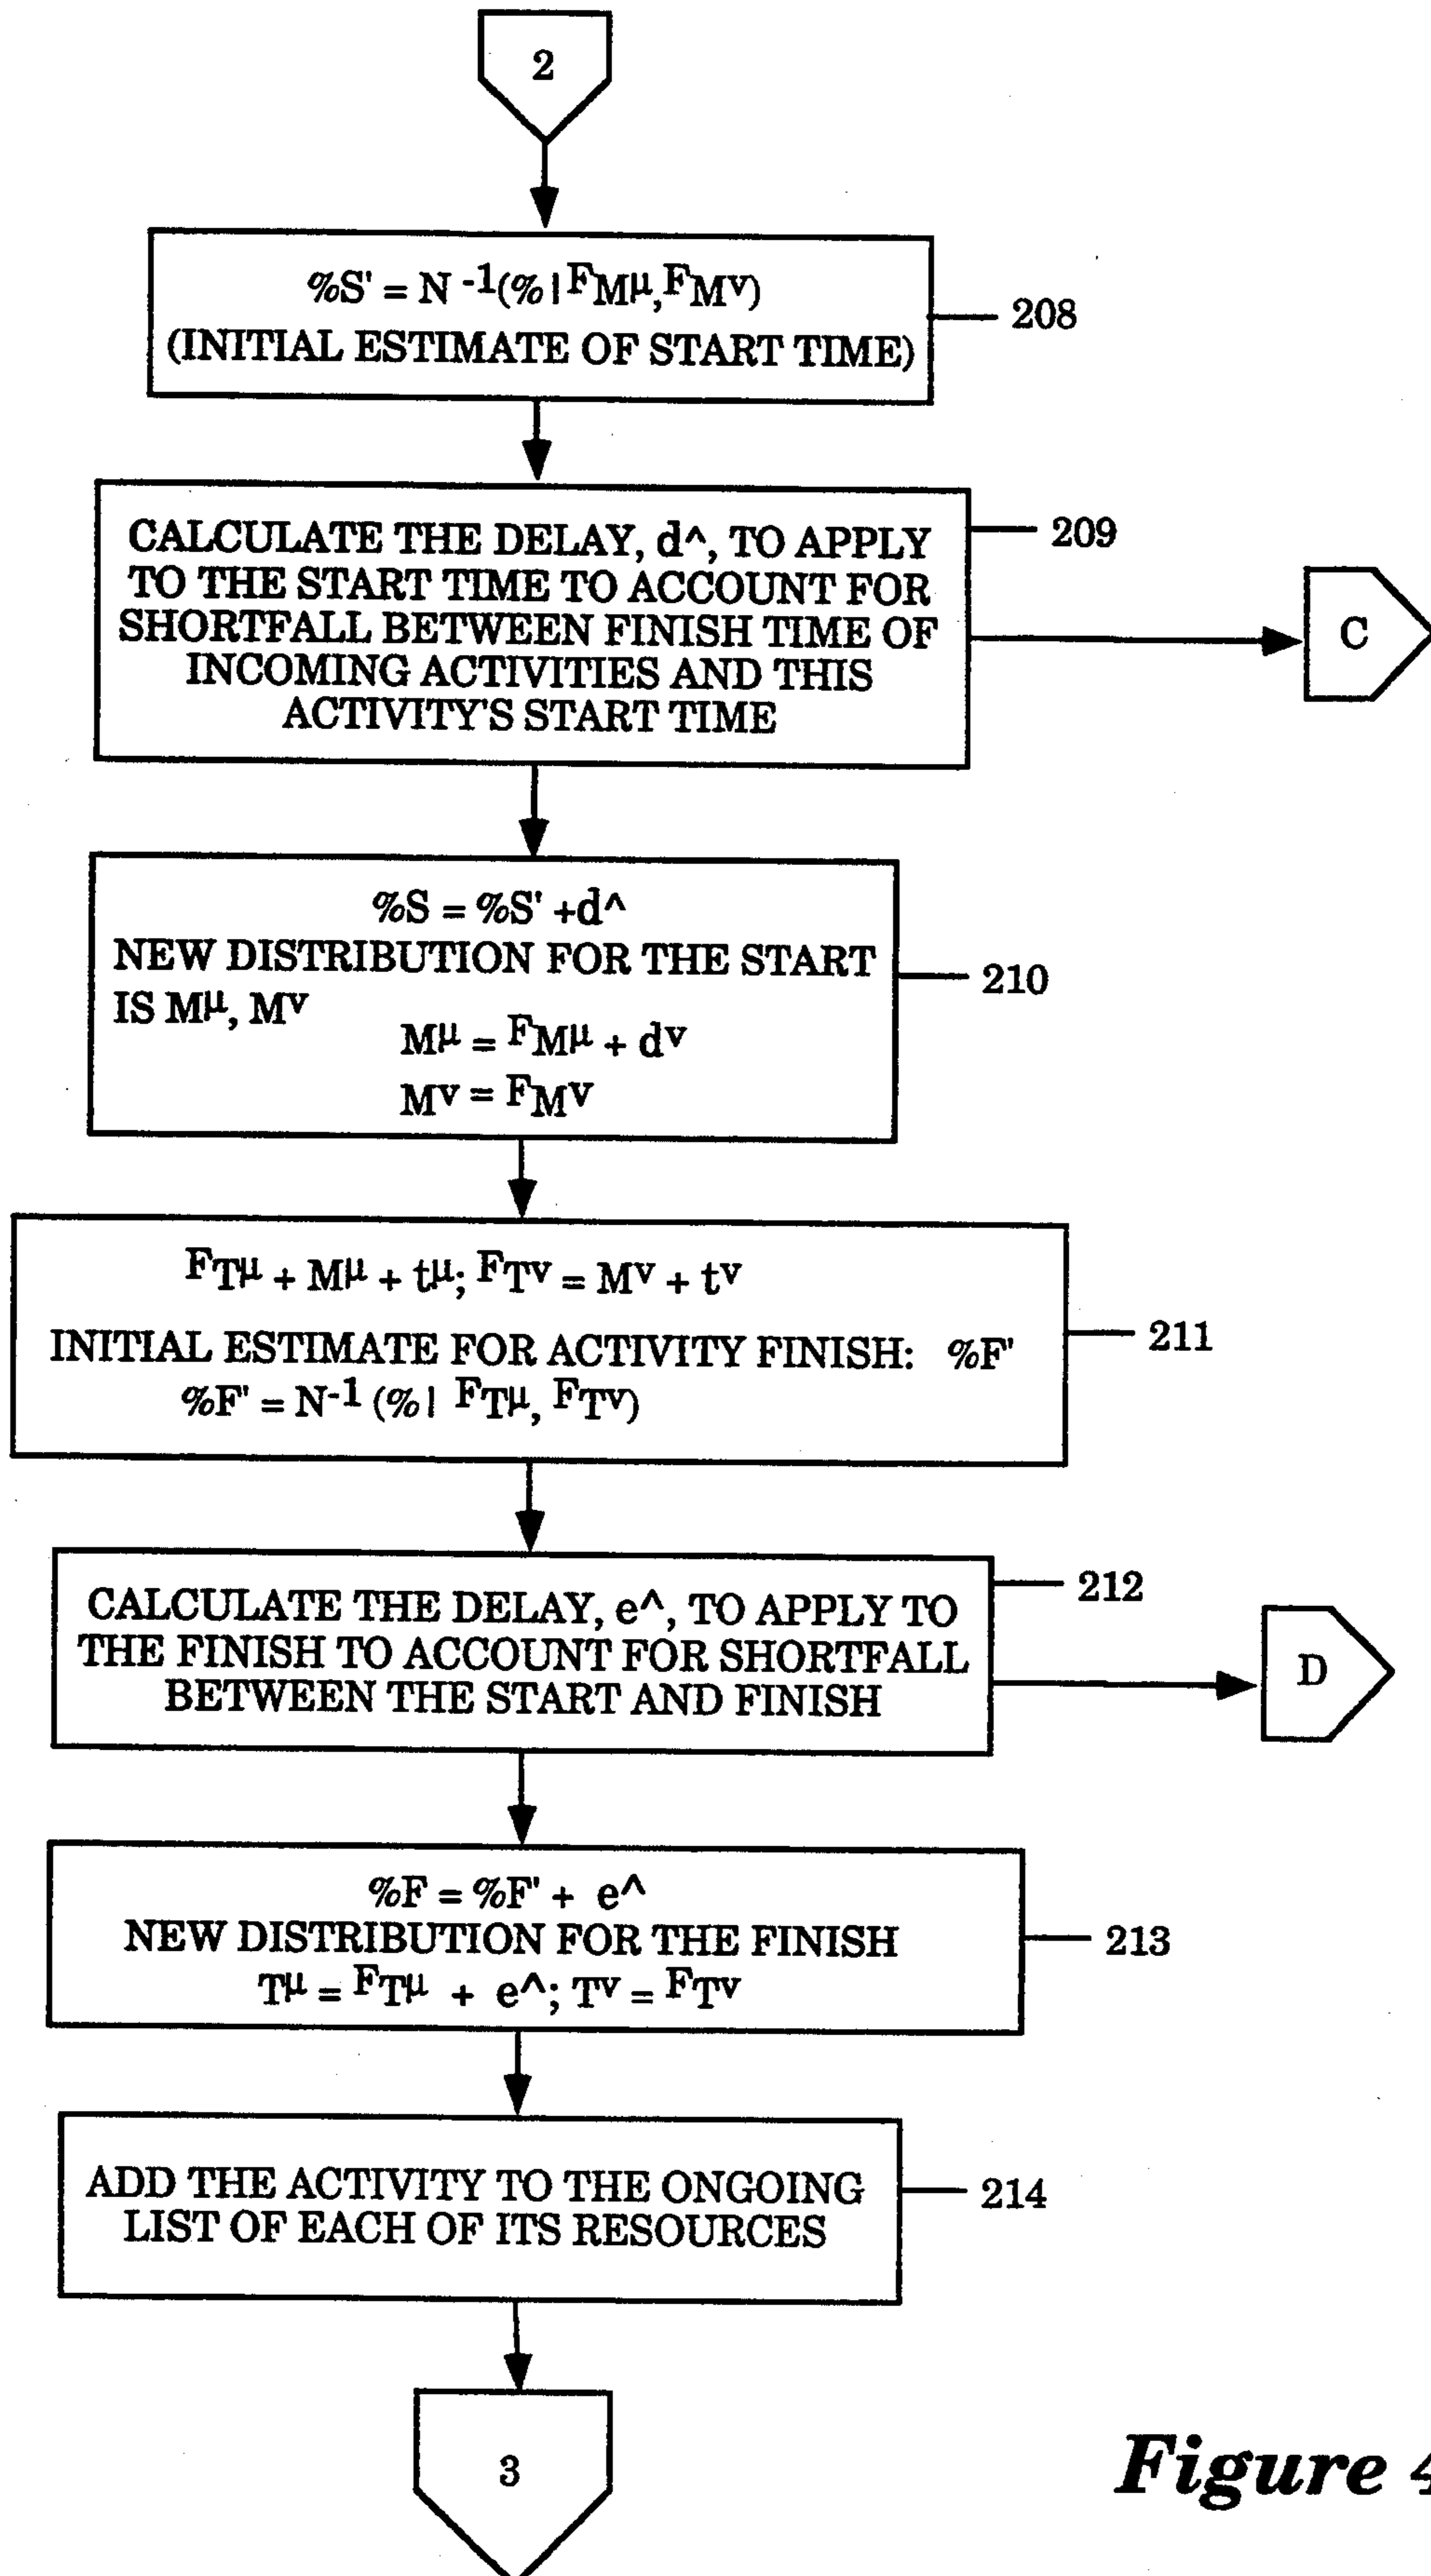 2
%S' = N -1(% | FMμ,FMv)
(INITIAL ESTIMATE OF START TIME)
208
CALCULATE THE DELAY, d^, TO APPLY
TO THE START TIME TO ACCOUNT FOR
SHORTFALL BETWEEN FINISH TIME OF
INCOMING ACTIVITIES AND THIS
ACTIVITY'S START TIME
209
C
%S = %S' +d^
NEW DISTRIBUTION FOR THE START
IS Mμ, Mv
Mμ = FMμ + dv
Mv = FMv
210
FTμ + Mμ + tμ; FTv = Mv + tv
INITIAL ESTIMATE FOR ACTIVITY FINISH: %F'
%F' = N-1 (% | FTμ, FTv)
211
CALCULATE THE DELAY, e^, TO APPLY TO
THE FINISH TO ACCOUNT FOR SHORTFALL
BETWEEN THE START AND FINISH
212
D
%F = %F' + e^
NEW DISTRIBUTION FOR THE FINISH
Tμ = FTμ + e^; Tv = FTv
213
ADD THE ACTIVITY TO THE ONGOING
LIST OF EACH OF ITS RESOURCES
214
3
Figure 4